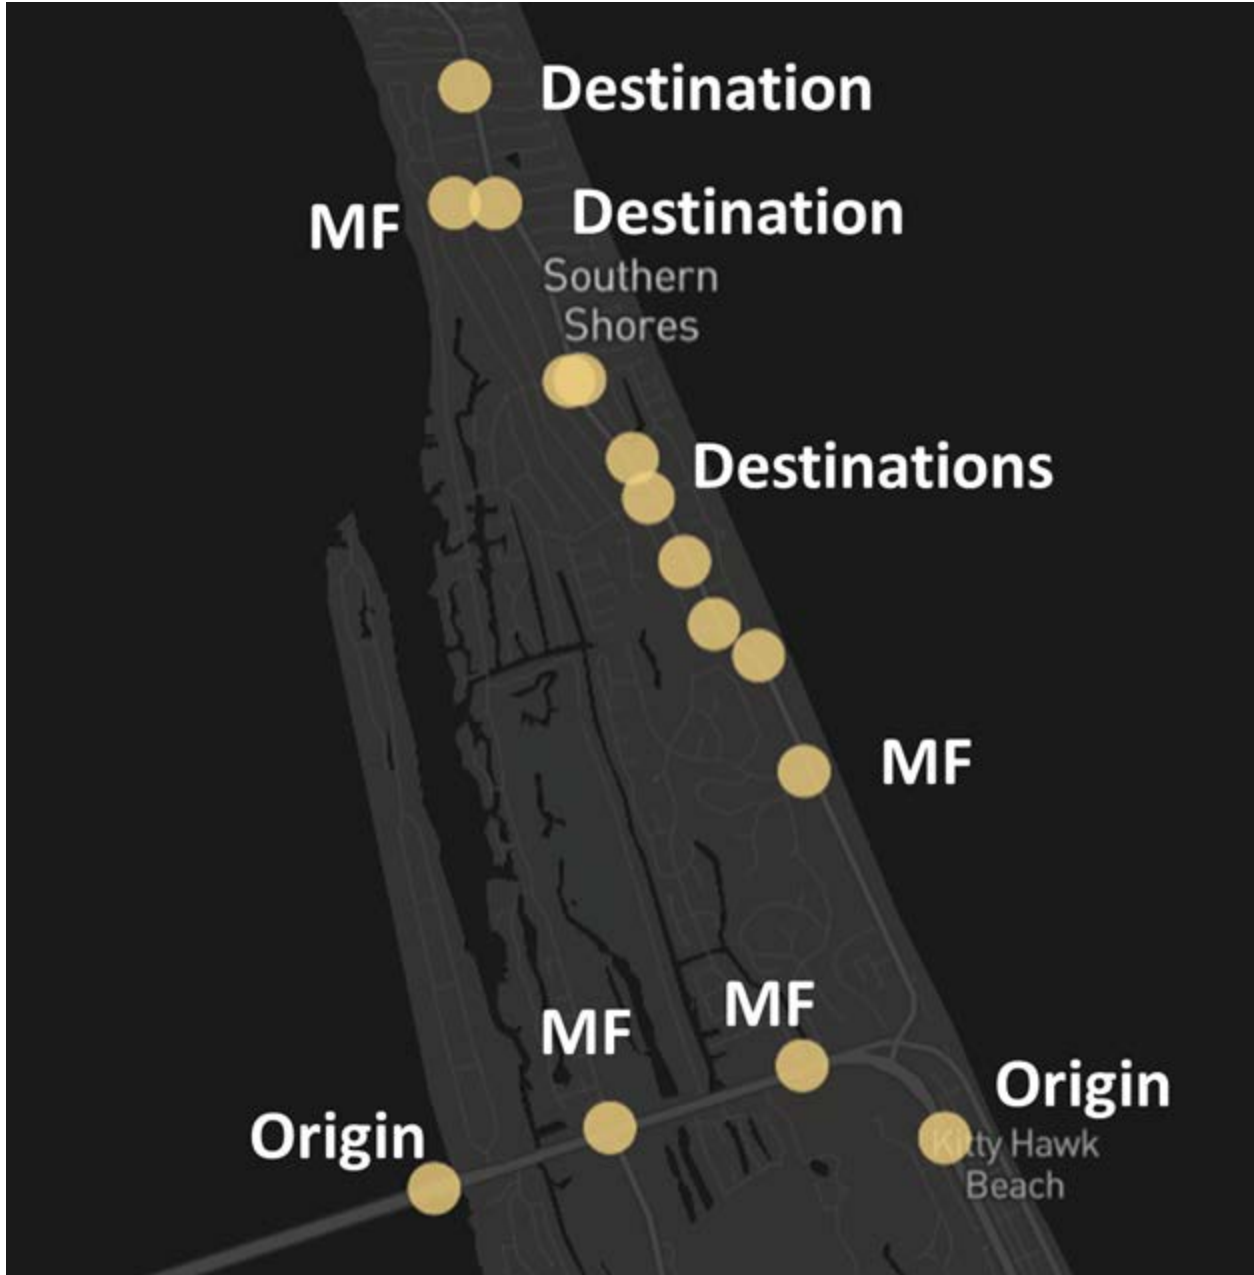 Destination
MF
Destination
Southern
Shores
Destinations
MF
MF
MF
Origin
Origin
Kitty Hawk
Beach